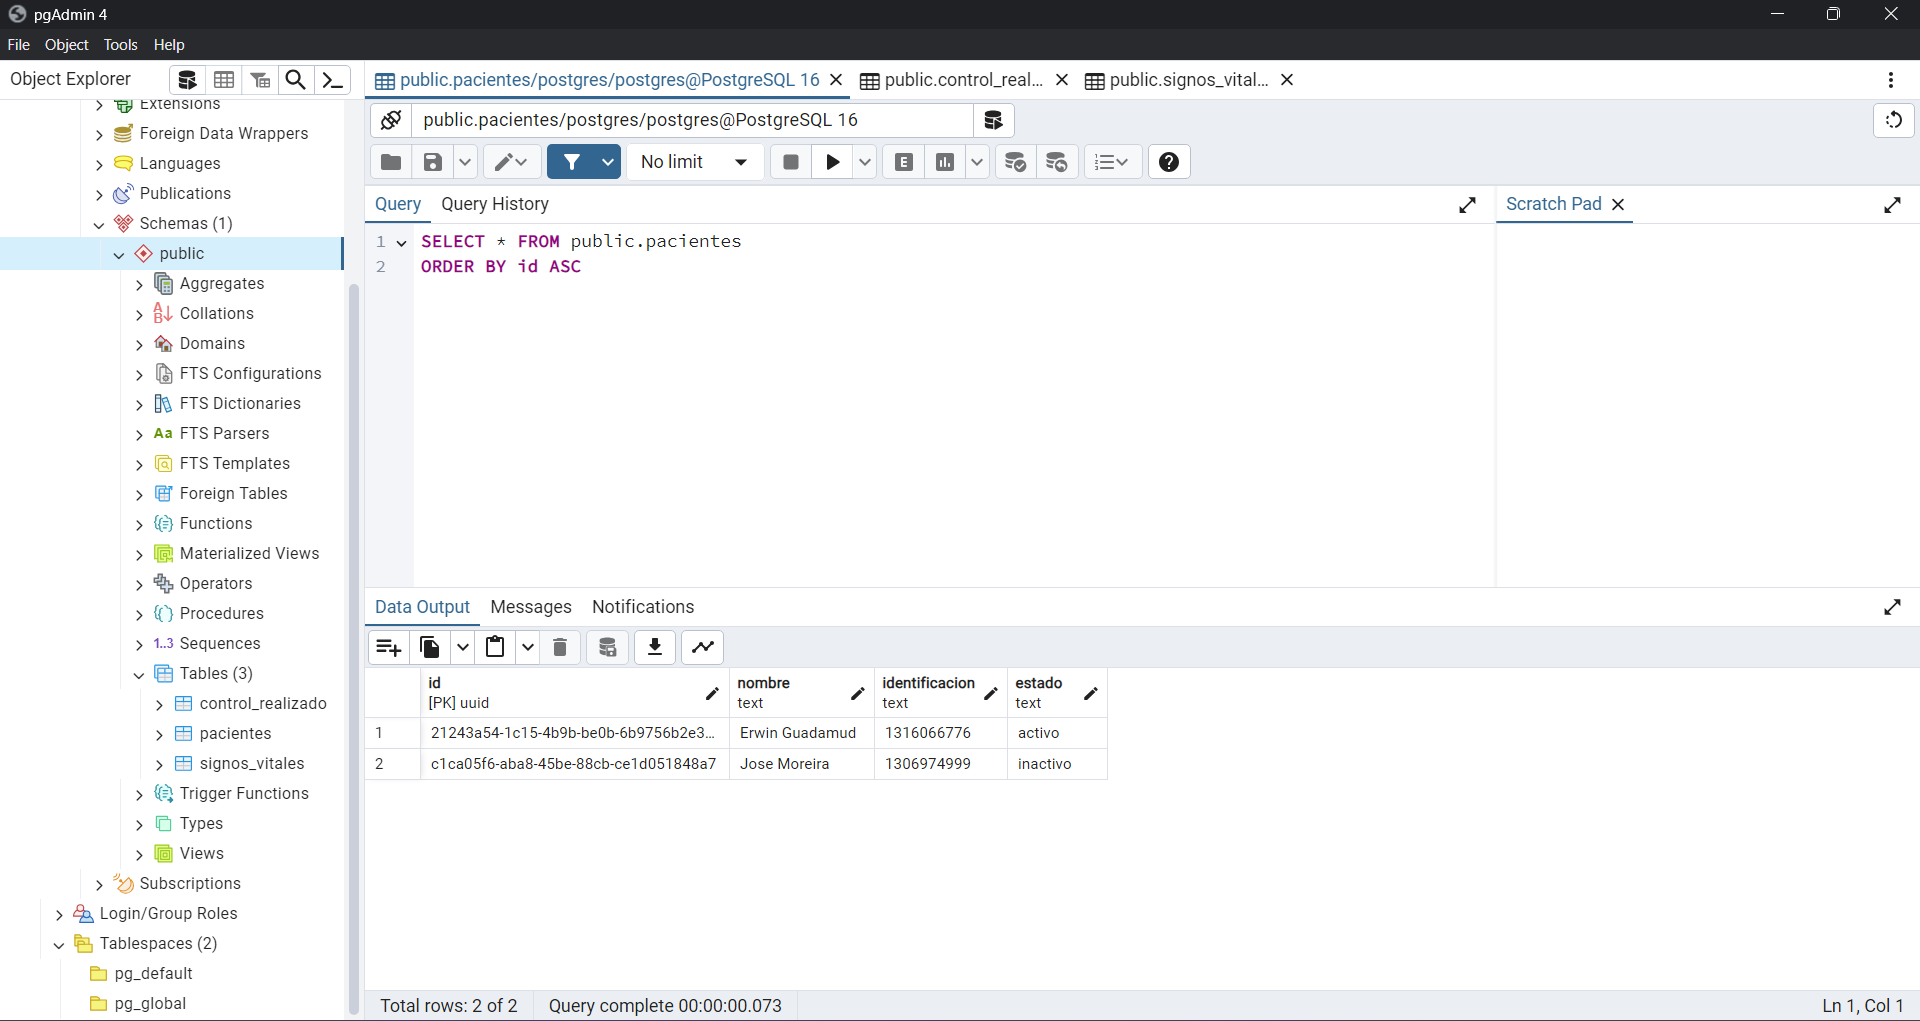 pgAdmin 4
File Object Tools Help
Object Explorer
public.pacientes/postgres/postgres@PostgreSQL 16
public.control_real...
public.signos_vital...
Extensions
Foreign Data Wrappers
Languages
Publications
Schemas (1)
public
Aggregates
Collations
Domains
FTS Configurations
FTS Dictionaries
Aa FTS Parsers
FTS Templates
Foreign Tables
Functions
Materialized Views
Operators
Procedures
1..3 Sequences
Tables (3)
control_realizado
pacientes
signos_vitales
Trigger Functions
Types
Views
Subscriptions
Login/Group Roles
Tablespaces (2)
pg_default
pg_global
public.pacientes/postgres/postgres@PostgreSQL 16
No limit
E
Query Query History
Scratch Pad
1 SELECT * FROM public.pacientes
2 ORDER BY id ASC
Data Output Messages Notifications
id nombre identificacion estado
[PK] uuid text text text
1 21243a54-1c15-4b9b-be0b-6b9756b2e3... Erwin Guadamud 1316066776 activo
2 c1ca05f6-aba8-45be-88cb-ce1d051848a7 Jose Moreira 1306974999 inactivo
Total rows: 2 of 2 Query complete 00:00:00.073 Ln 1, Col 1